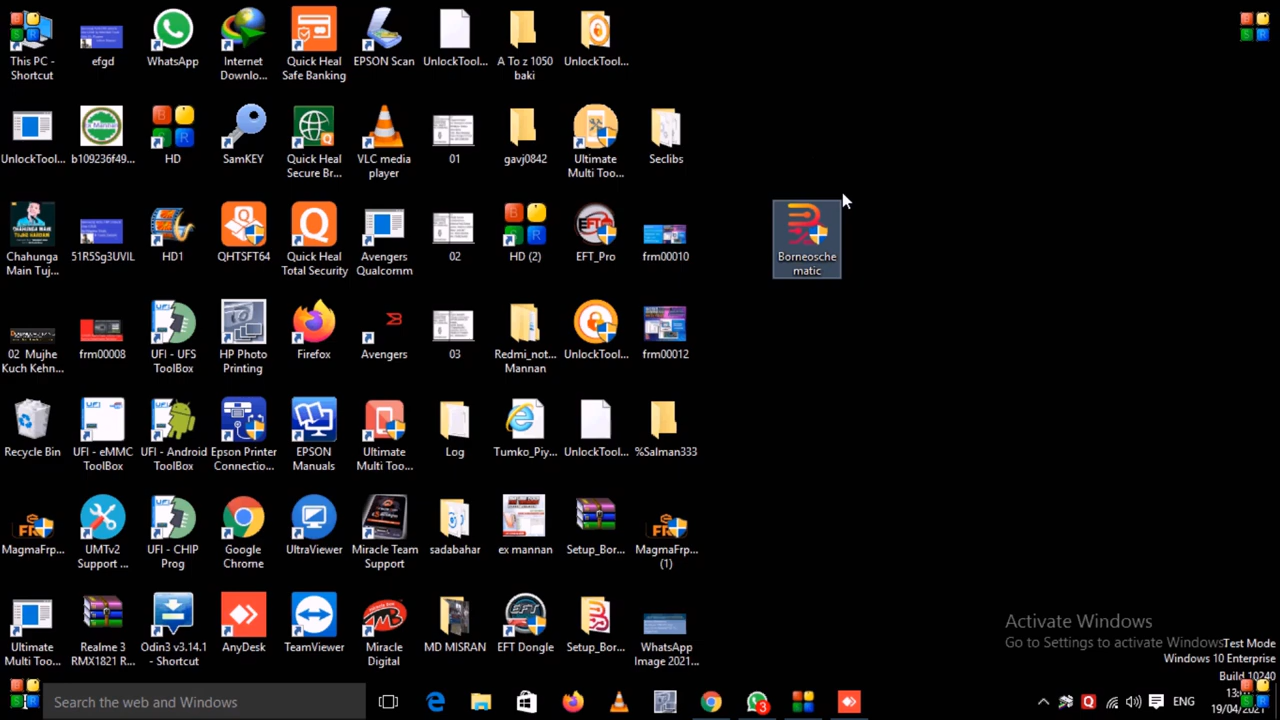 This PC -
Shortcut
efgd
WhatsApp
Internet
Downlo...
Quick Heal
Safe Banking
EPSON Scan
UnlockTool...
A To z 1050
baki
UnlockTool...
UnlockTool...
b109236f49...
HD
SamKEY
Quick Heal
Secure Br...
VLC media
player
01
gavj0842
Ultimate
Multi Too...
Seclibs
Chahunga
Main Tuj...
51R5Sg3UVIL
HD1
QHTSFT64
Quick Heal
Total Security
Avengers
Qualcomm
02
HD (2)
EFT_Pro
frm00010
Borneosche
matic
02 Mujhe
Kuch Kehn...
frm00008
UFI - UFS
ToolBox
HP Photo
Printing
Firefox
Avengers
03
Redmi_not...
Mannan
UnlockTool...
frm00012
Recycle Bin
UFI - eMMC
ToolBox
UFI - Android
ToolBox
Epson Printer
Connectio...
EPSON
Manuals
Ultimate
Multi Too...
Log
Tumko_Piy...
UnlockTool...
%Salman333
MagmaFrp...
UMTv2
Support ...
UFI - CHIP
Prog
Google
Chrome
UltraViewer
Miracle Team
Support
sadabahar
ex mannan
Setup_Bor...
MagmaFrp...
(1)
Ultimate
Multi Too...
Realme 3
RMX1821 R...
Odin3 v3.14.1
- Shortcut
AnyDesk
TeamViewer
Miracle
Digital
MD MISRAN
EFT Dongle
Setup_Bor...
WhatsApp
Image 2021...
Activate Windows
Go to Settings to activate Windows
Test Mode
Windows 10 Enterprise
Build 10240
Search the web and Windows
3
ENG
19/04/2021